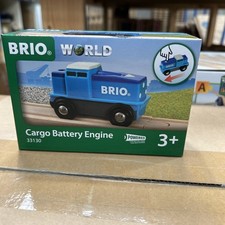 BRIO WORLD
BRIO
Cargo Battery Engine
33130
3+
A